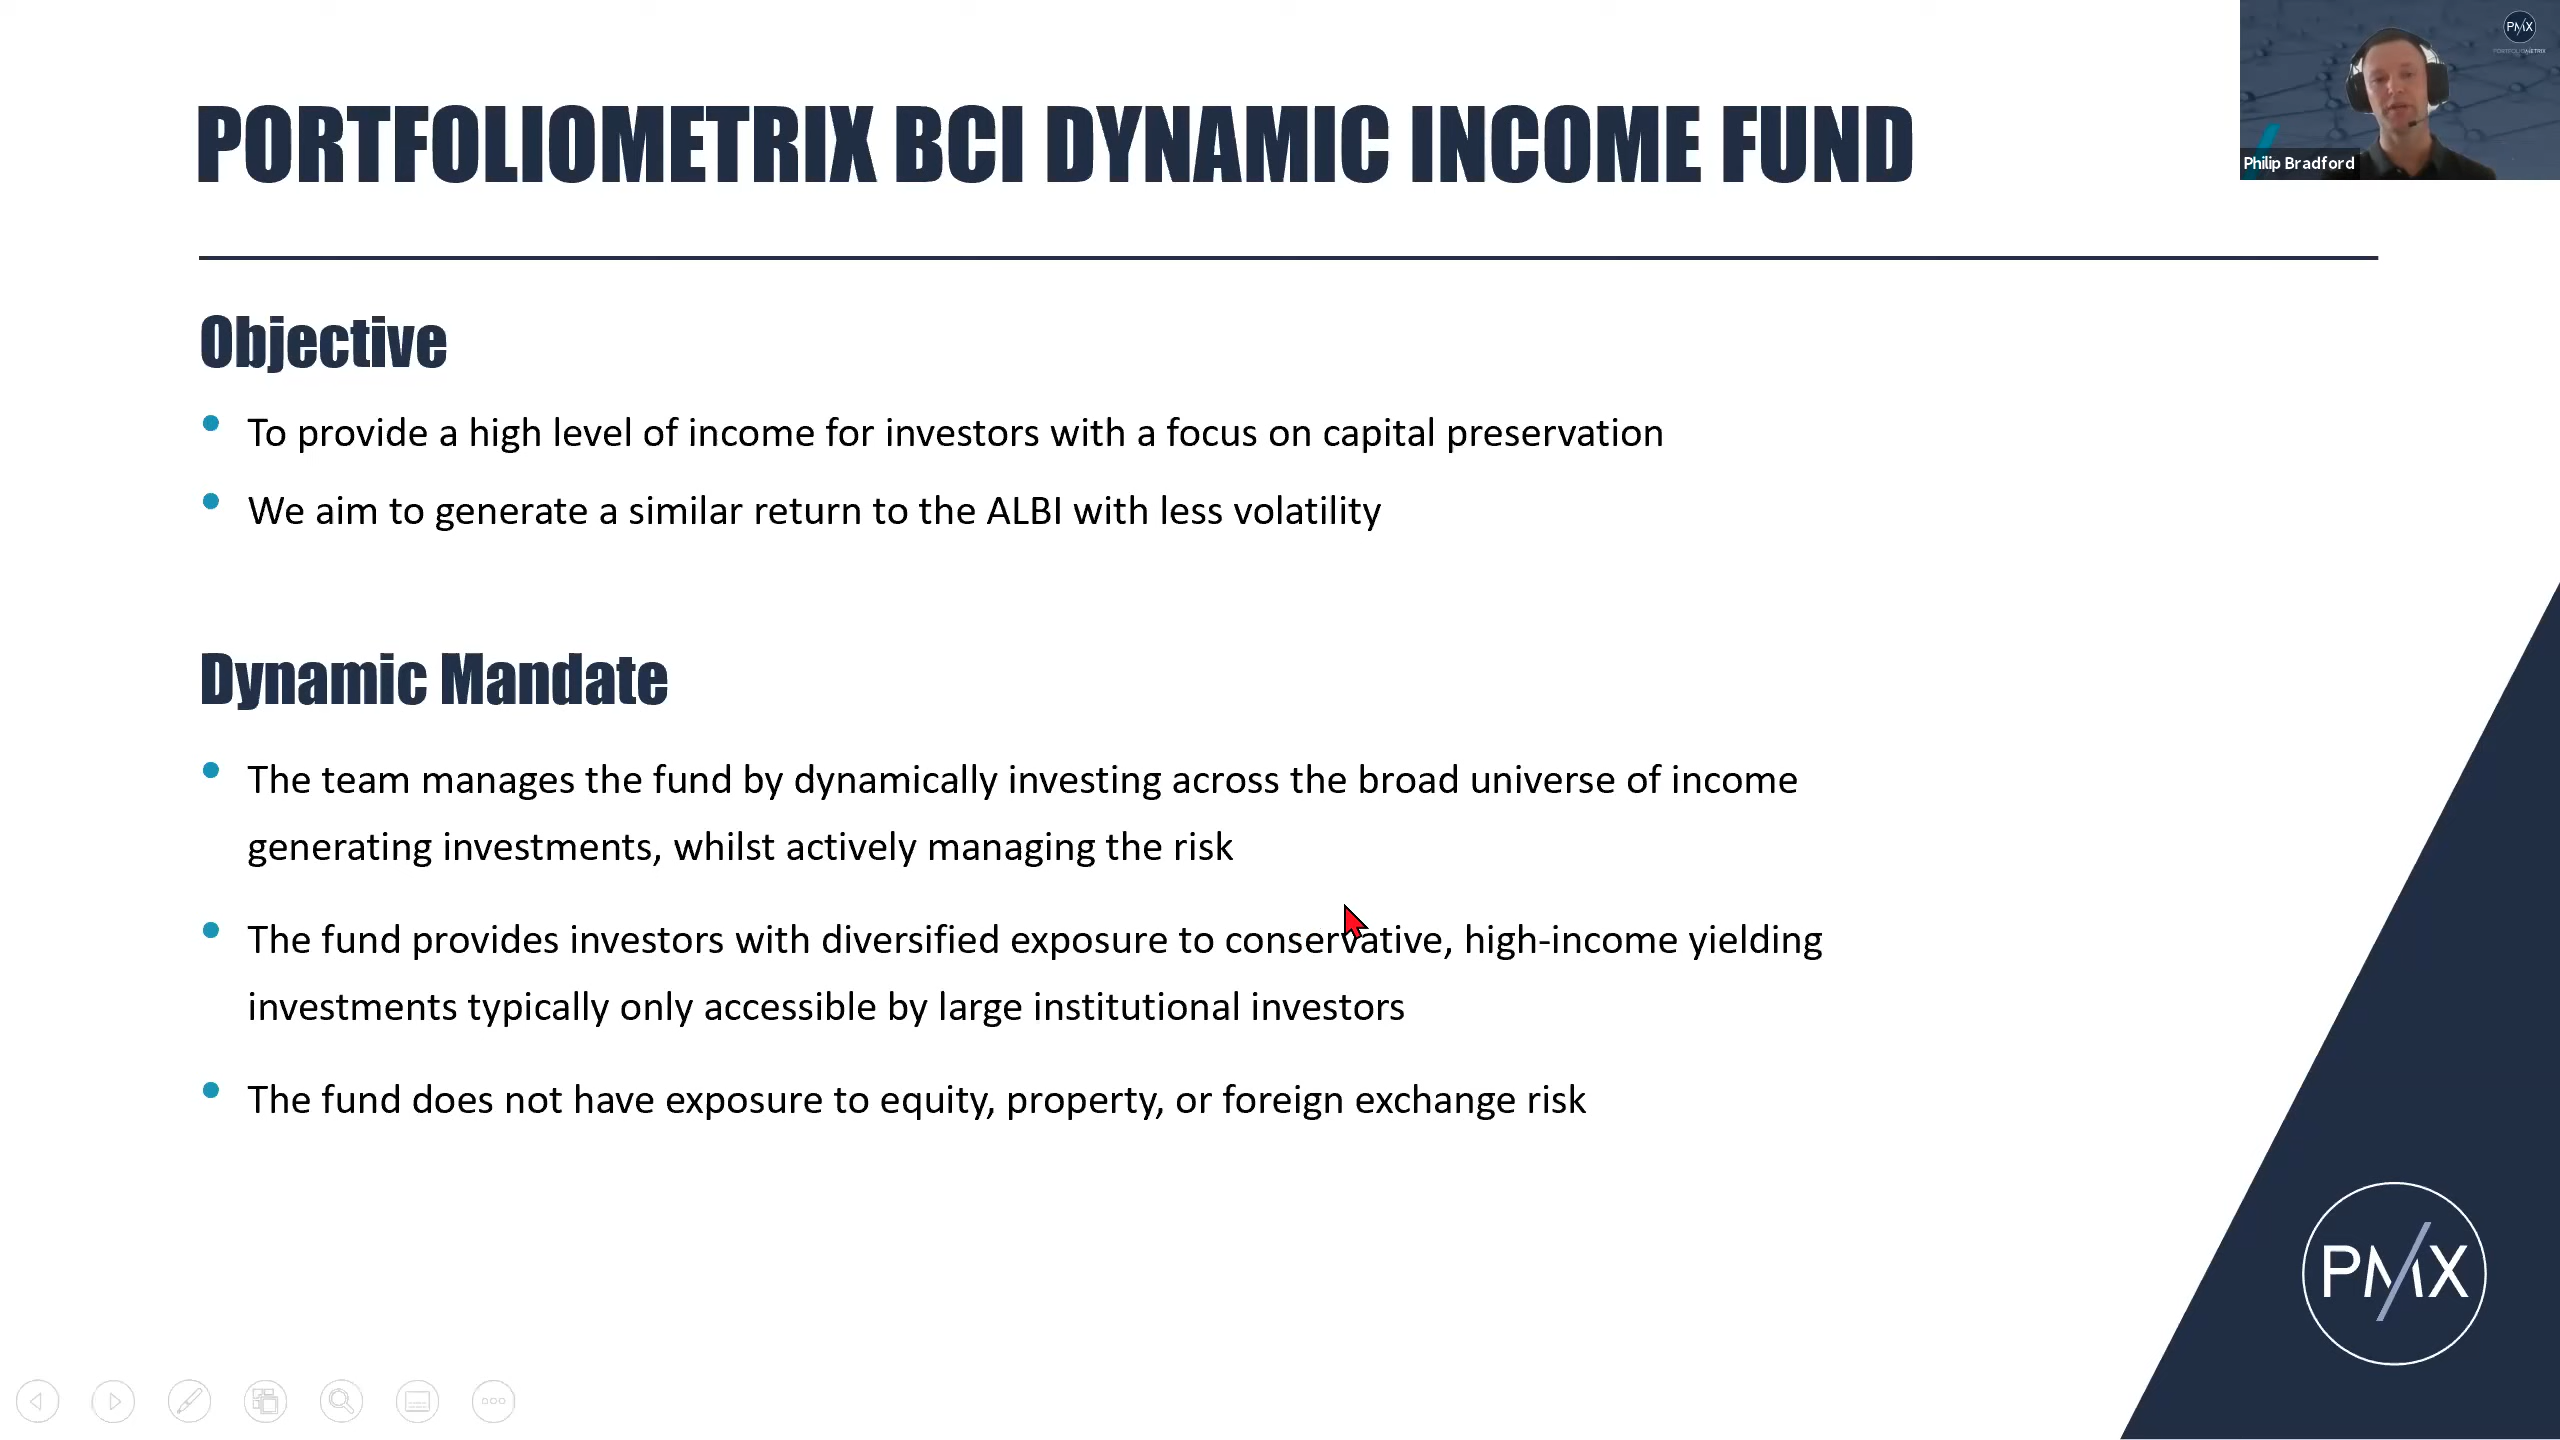 PORTFOLIOMETRIX BCI DYNAMIC INCOME FUND
PMX
PORTFOLIOMETRIX
Philip Bradford
Objective
• To provide a high level of income for investors with a focus on capital preservation
• We aim to generate a similar return to the ALBI with less volatility
Dynamic Mandate
• The team manages the fund by dynamically investing across the broad universe of income
generating investments, whilst actively managing the risk
• The fund provides investors with diversified exposure to conservative, high-income yielding
investments typically only accessible by large institutional investors
• The fund does not have exposure to equity, property, or foreign exchange risk
PMX